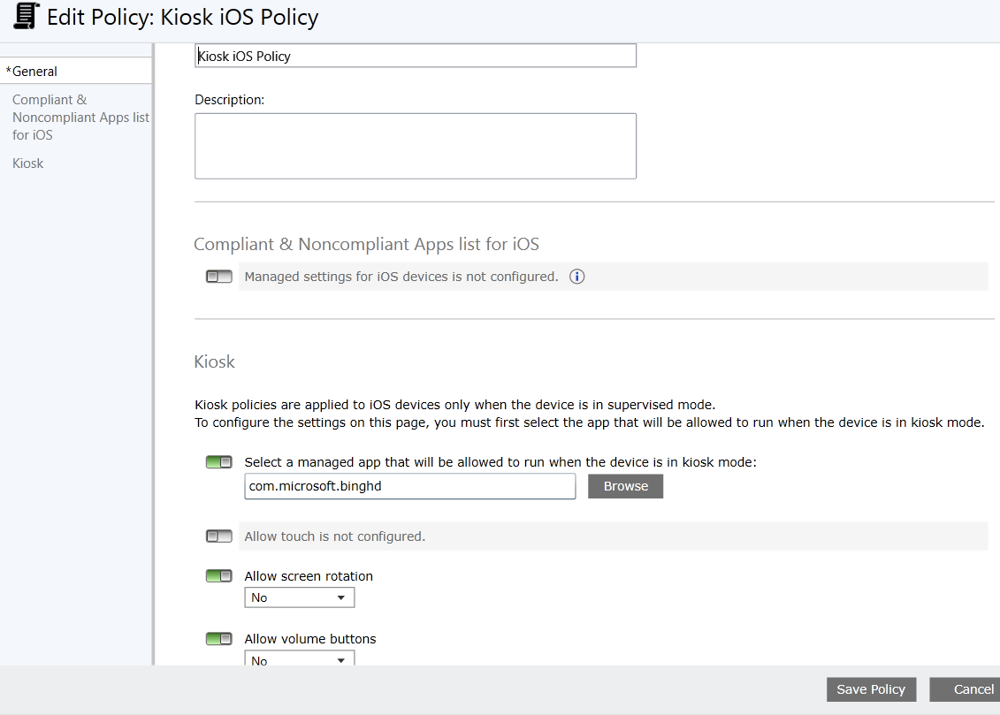 Edit Policy: Kiosk iOS Policy
*General
Compliant &
Noncompliant Apps list
for iOS
Kiosk
Kiosk iOS Policy
Description:
Compliant & Noncompliant Apps list for iOS
Managed settings for iOS devices is not configured.
Kiosk
Kiosk policies are applied to iOS devices only when the device is in supervised mode.
To configure the settings on this page, you must first select the app that will be allowed to run when the device is in kiosk mode.
Select a managed app that will be allowed to run when the device is in kiosk mode:
com.microsoft.binghd
Browse
Allow touch is not configured.
Allow screen rotation
No
Allow volume buttons
No
Save Policy
Cancel